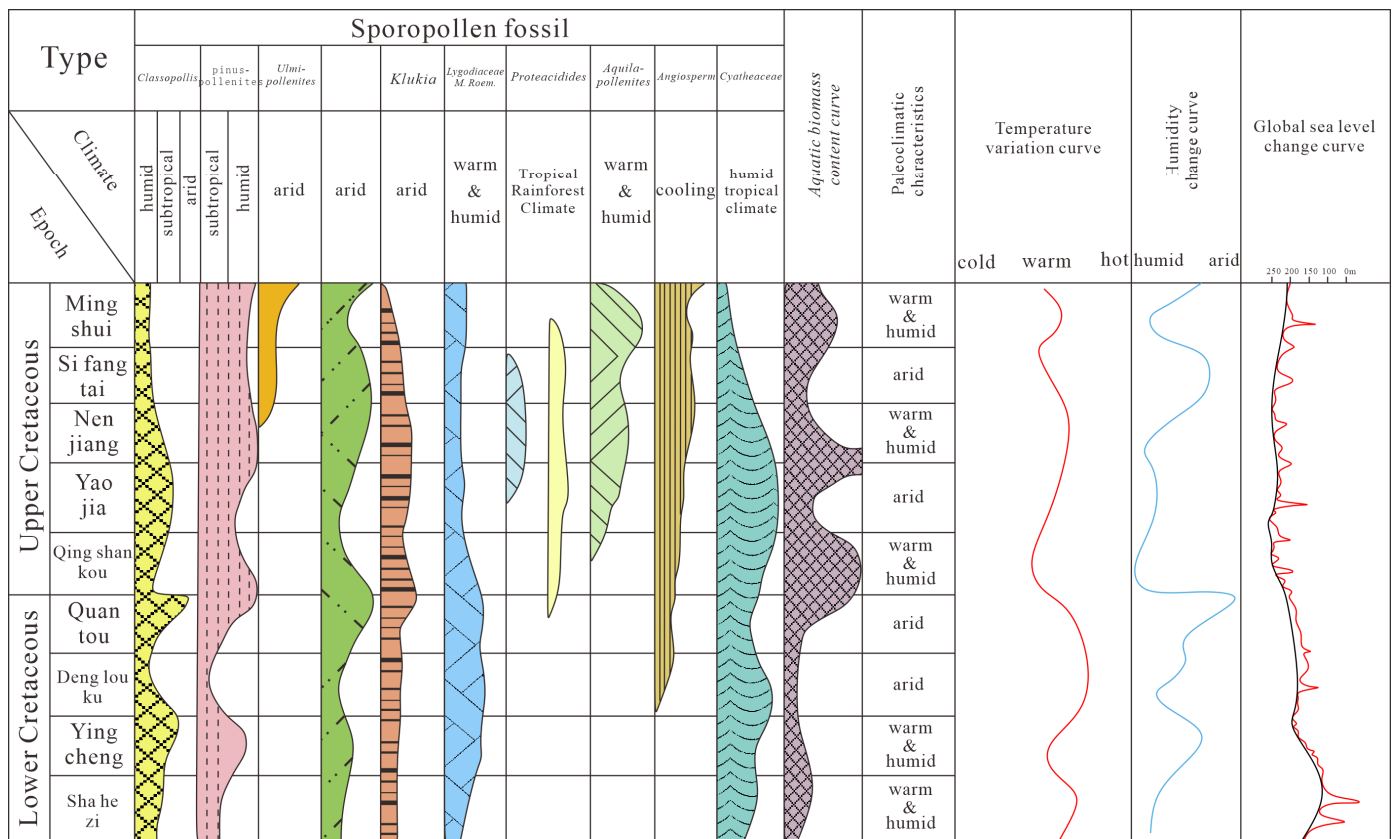 Type
Sporopollen fossil
Classopollis
pinus-
pollenites
Ulmi-
pollenites
Klukia
Lygodiaceae
M. Roem.
Proteacidides
Aquila-
pollenites
Angiosperm
Cyatheaceae
Aquatic biomass
content curve
Paleoclimatic
characteristics
Temperature
variation curve
Humidity
change curve
Global sea level
change curve
Climate
Epoch
humid
subtropical
arid
subtropical
humid
arid
arid
arid
warm
&
humid
Tropical
Rainforest
Climate
warm
&
humid
cooling
humid
tropical
climate
cold warm hot
humid arid
250 200 150 100 0m
Upper Cretaceous
Ming
shui
warm
&
humid
Si fang
tai
arid
Nen
jiang
warm
&
humid
Yao
jia
arid
Qing shan
kou
warm
&
humid
Lower Cretaceous
Quan
tou
arid
Deng lou
ku
arid
Ying
cheng
warm
&
humid
Sha he
zi
warm
&
humid